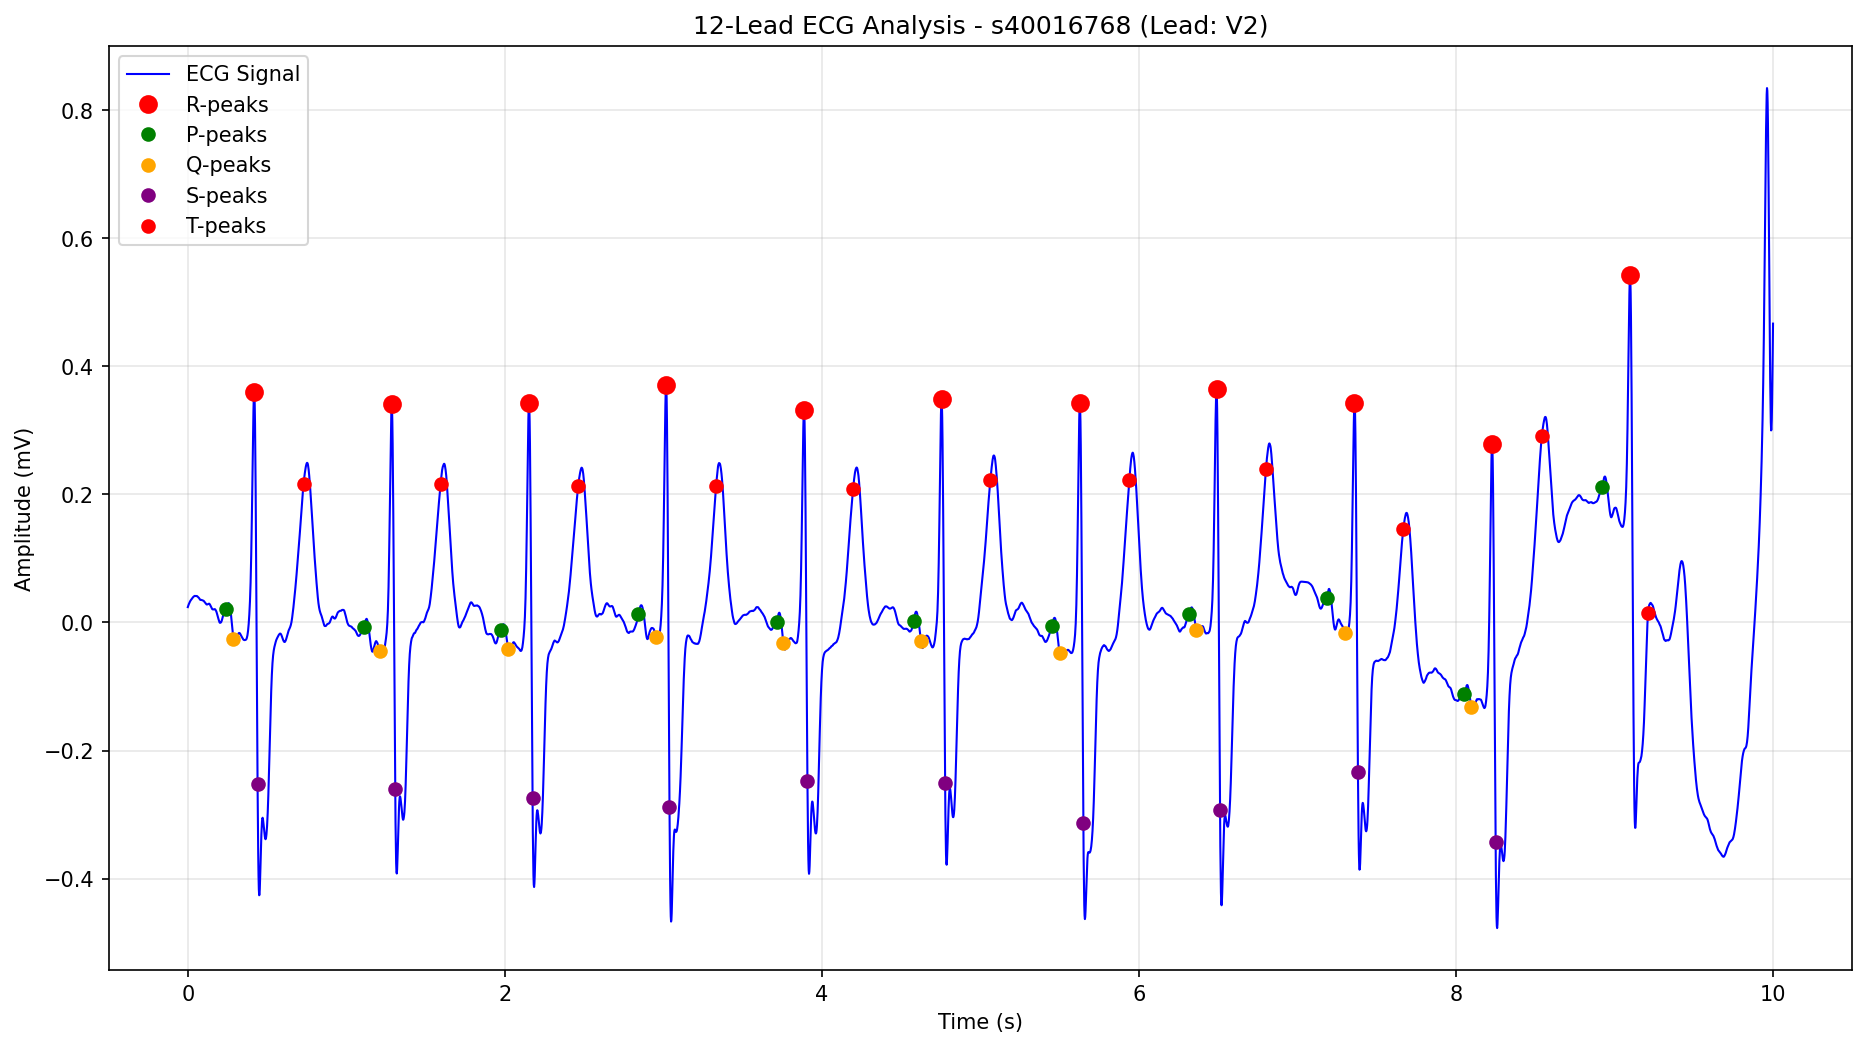 12-Lead ECG Analysis - s40016768 (Lead: V2)
ECG Signal
R-peaks
P-peaks
Q-peaks
S-peaks
T-peaks
Amplitude (mV)
0.8
0.6
0.4
0.2
0.0
−0.2
−0.4
0 2 4 6 8 10
Time (s)